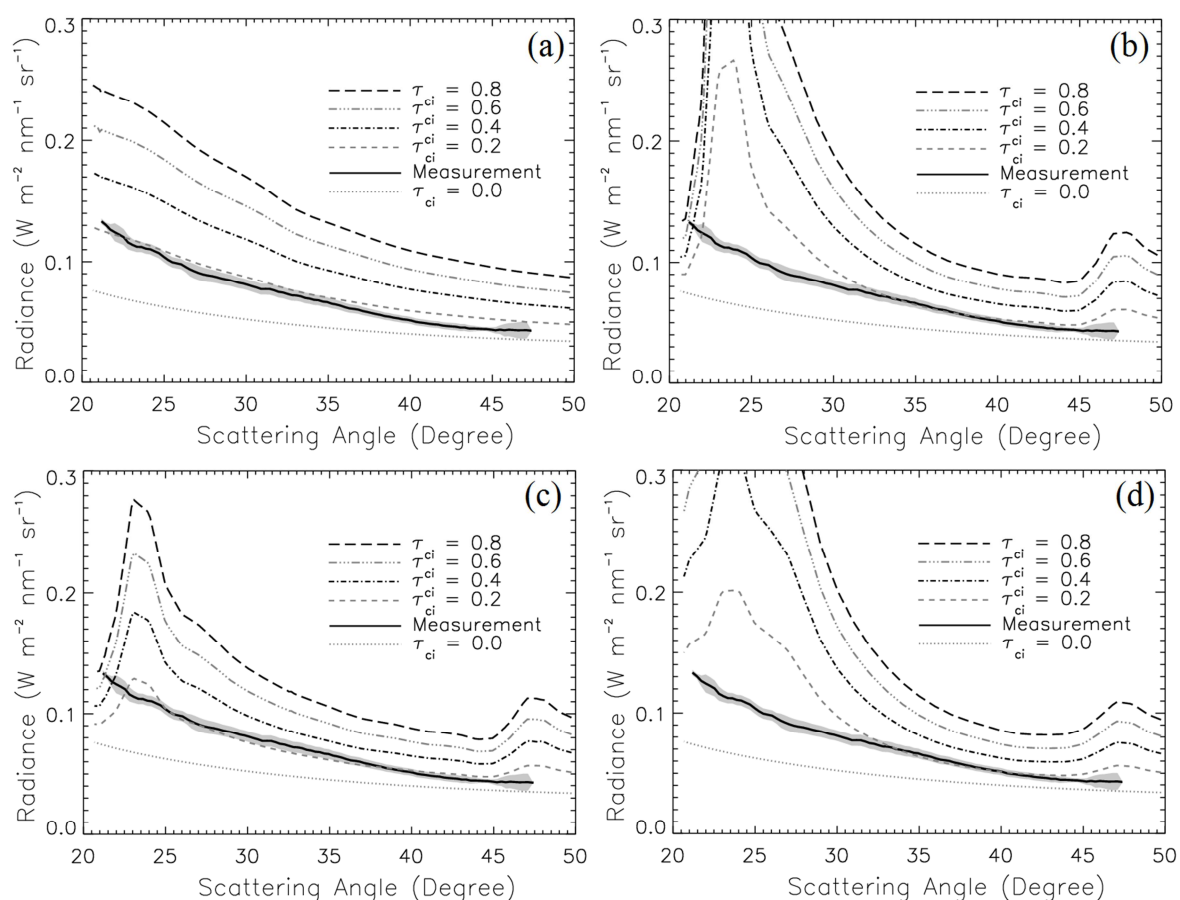 (a)
Radiance (W m⁻² nm⁻¹ sr⁻¹)
0.3
0.2
0.1
0.0
τci = 0.8
τci = 0.6
τci = 0.4
τci = 0.2
Measurement
τci = 0.0
20 25 30 35 40 45 50
Scattering Angle (Degree)
(b)
Radiance (W m⁻² nm⁻¹ sr⁻¹)
0.3
0.2
0.1
0.0
τci = 0.8
τci = 0.6
τci = 0.4
τci = 0.2
Measurement
τci = 0.0
20 25 30 35 40 45 50
Scattering Angle (Degree)
(c)
Radiance (W m⁻² nm⁻¹ sr⁻¹)
0.3
0.2
0.1
0.0
τci = 0.8
τci = 0.6
τci = 0.4
τci = 0.2
Measurement
τci = 0.0
20 25 30 35 40 45 50
Scattering Angle (Degree)
(d)
Radiance (W m⁻² nm⁻¹ sr⁻¹)
0.3
0.2
0.1
0.0
τci = 0.8
τci = 0.6
τci = 0.4
τci = 0.2
Measurement
τci = 0.0
20 25 30 35 40 45 50
Scattering Angle (Degree)